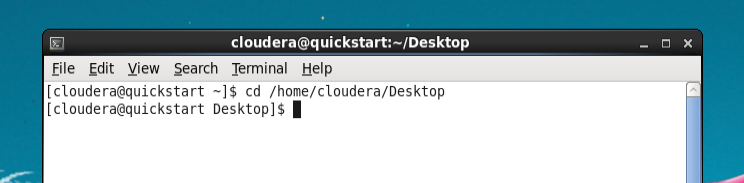 cloudera@quickstart:~/Desktop
File Edit View Search Terminal Help
[cloudera@quickstart ~]$ cd /home/cloudera/Desktop
[cloudera@quickstart Desktop]$